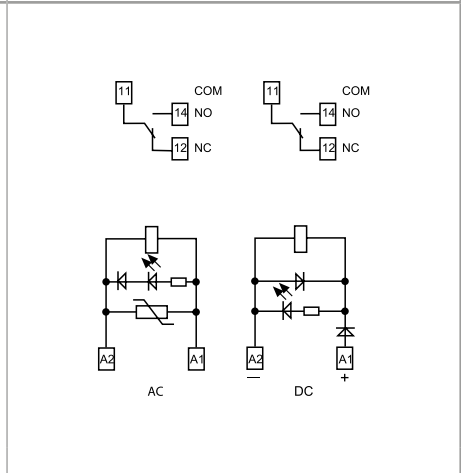 11 COM 11 COM
14 NO 14 NO
12 NC 12 NC
A2 A1 A2 A1
— +
AC DC